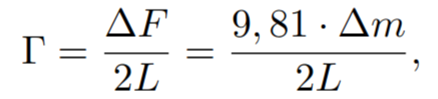 Γ = ΔF / 2L = 9, 81 · Δm / 2L ,